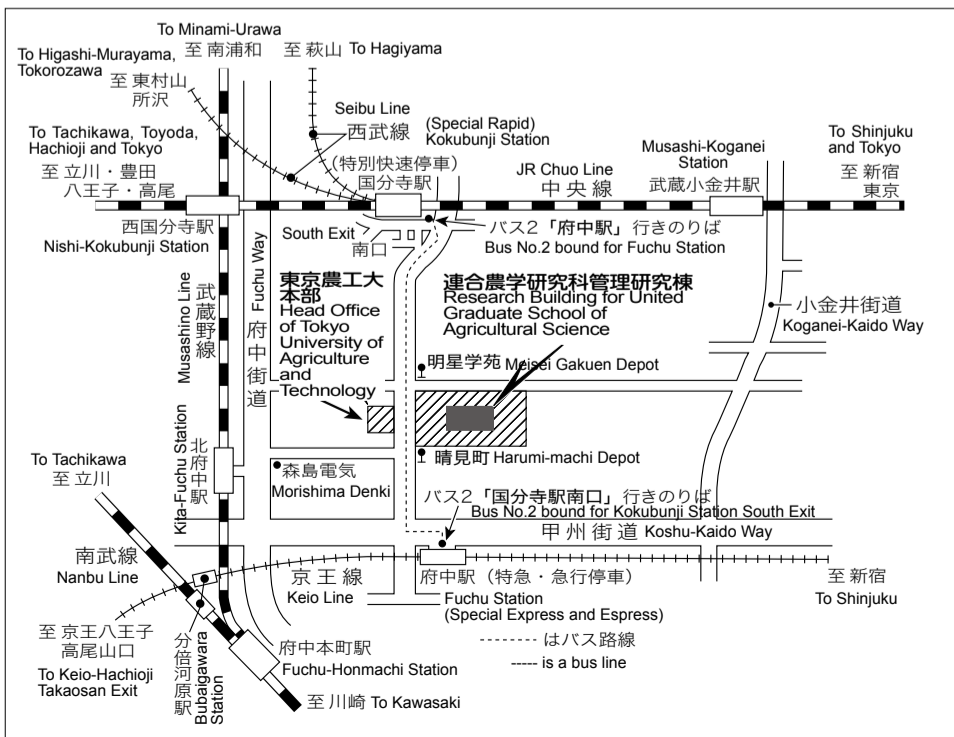 To Minami-Urawa
至 南浦和
至 萩山 To Hagiyama
To Higashi-Murayama,
Tokorozawa
至 東村山
所沢
Seibu Line
西武線
(Special Rapid)
Kokubunji Station
(特別快速停車)
国分寺駅
To Tachikawa, Toyoda,
Hachioji and Tokyo
至 立川・豊田
八王子・高尾
JR Chuo Line
中央線
Musashi-Koganei
Station
武蔵小金井駅
To Shinjuku
and Tokyo
至 新宿
東京
西国分寺駅
Nishi-Kokubunji Station
South Exit
南口
バス2「府中駅」行きのりば
Bus No.2 bound for Fuchu Station
武蔵野線
Musashino Line
Fuchu Way
府中街道
東京農工大
本部
Head Office
of Tokyo
University of
Agriculture
and
Technology
連合農学研究科管理研究棟
Research Building for United
Graduate School of
Agricultural Science
小金井街道
Koganei-Kaido Way
明星学苑 Meisei Gakuen Depot
Kita-Fuchu Station
北府中駅
森島電気
Morishima Denki
晴見町 Harumi-machi Depot
To Tachikawa
至 立川
バス2「国分寺駅南口」行きのりば
Bus No.2 bound for Kokubunji Station South Exit
甲州街道 Koshu-Kaido Way
南武線
Nanbu Line
京王線
Keio Line
府中駅（特急・急行停車）
Fuchu Station
(Special Express and Espress)
至 新宿
To Shinjuku
至 京王八王子
高尾山口
To Keio-Hachioji
Takaosan Exit
分倍河原駅
Bubaigawara
Station
府中本町駅
Fuchu-Honmachi Station
はバス路線
is a bus line
至 川崎 To Kawasaki